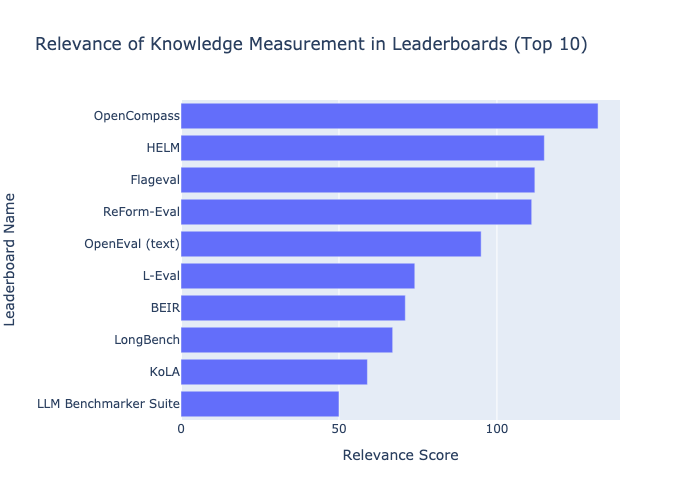 Relevance of Knowledge Measurement in Leaderboards (Top 10)
Leaderboard Name
OpenCompass
HELM
Flageval
ReForm-Eval
OpenEval (text)
L-Eval
BEIR
LongBench
KoLA
LLM Benchmarker Suite
0 50 100
Relevance Score